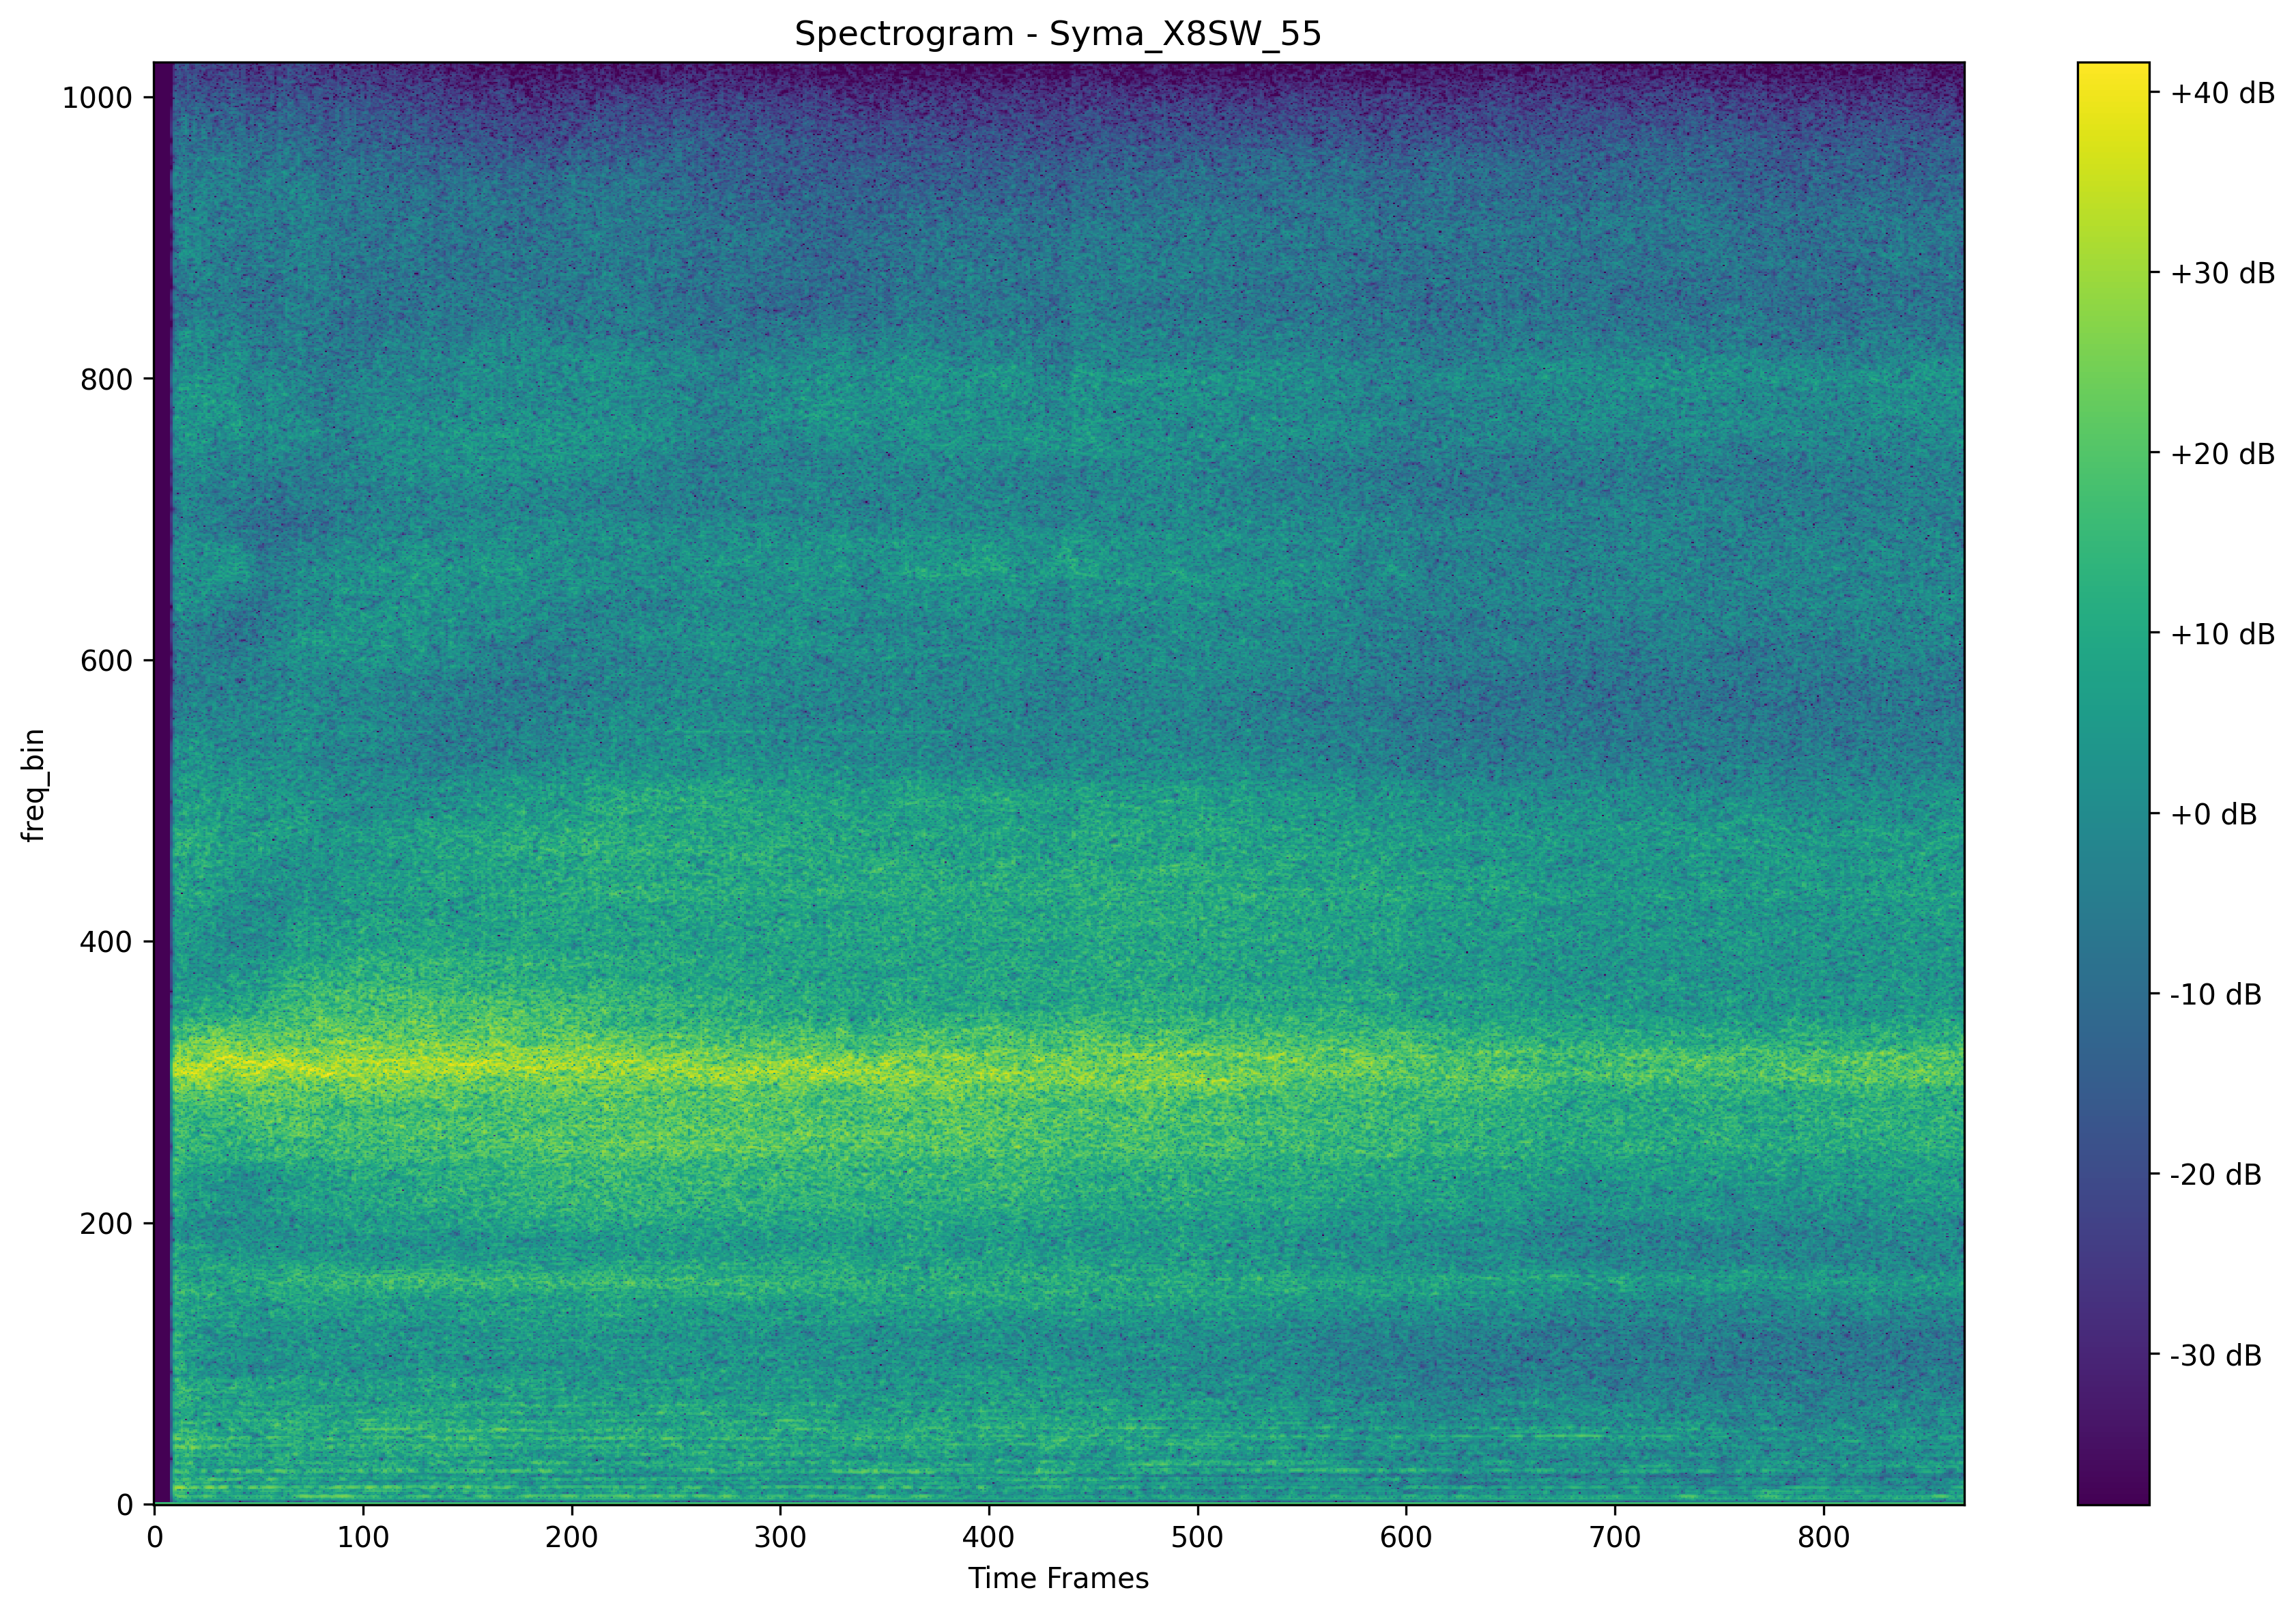 Spectrogram - Syma_X8SW_55
freq_bin
1000
800
600
400
200
0
0 100 200 300 400 500 600 700 800
Time Frames
+40 dB
+30 dB
+20 dB
+10 dB
+0 dB
-10 dB
-20 dB
-30 dB